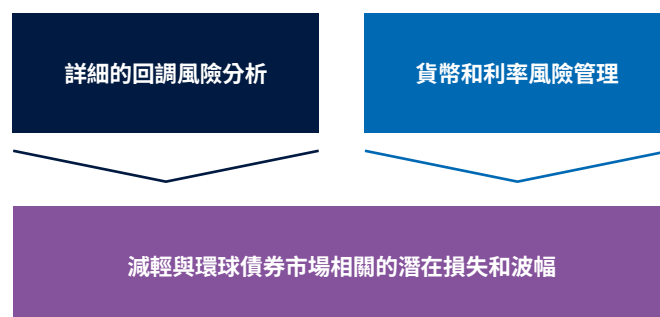 詳細的回調風險分析
貨幣和利率風險管理
減輕與環球債券市場相關的潛在損失和波幅